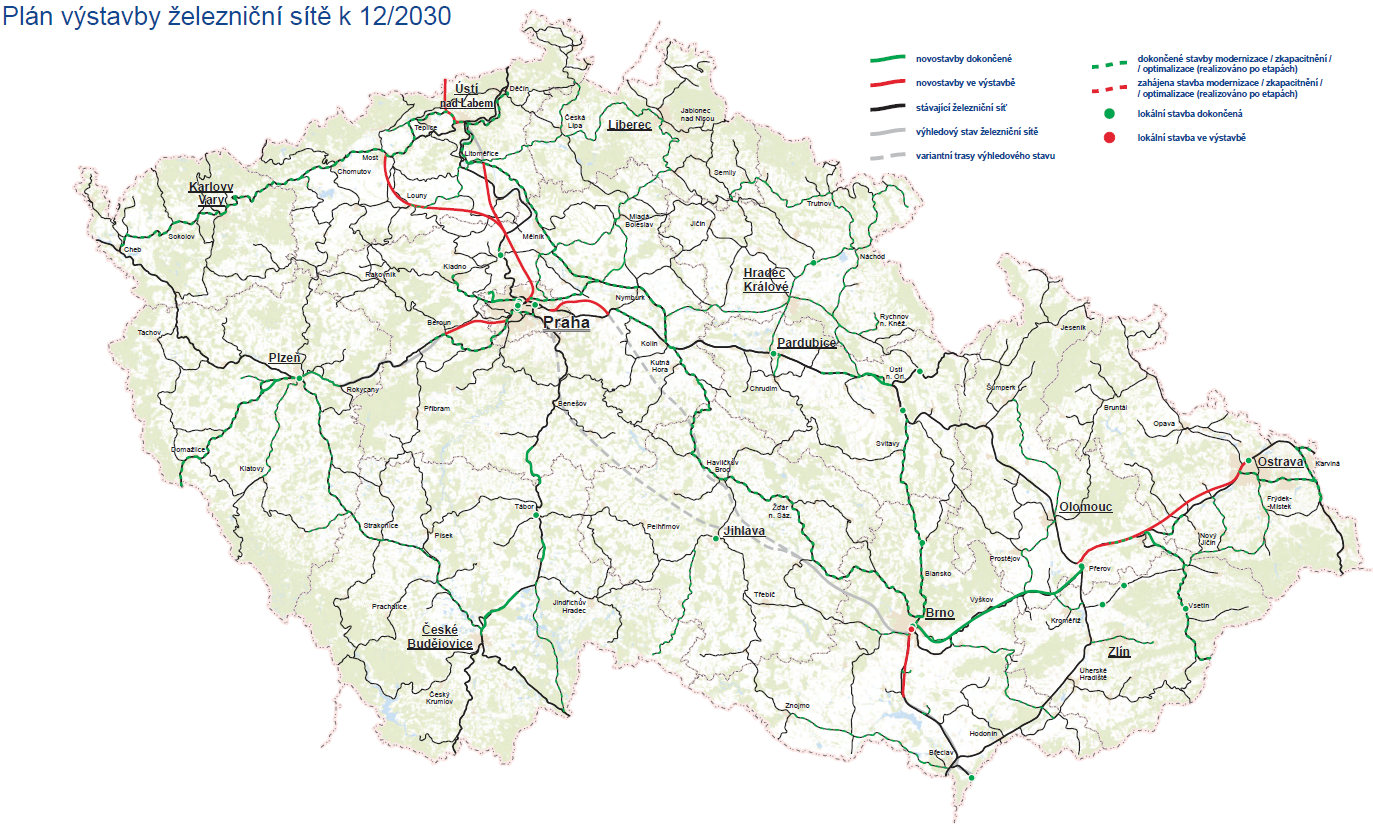 Plán výstavby železniční sítě k 12/2030
novostavby dokončené
novostavby ve výstavbě
stávající železniční síť
výhledový stav železniční sítě
variantní trasy výhledového stavu
dokončené stavby modernizace / zkapacitnění /
/ optimalizace (realizováno po etapách)
zahájena stavba modernizace / zkapacitnění /
/ optimalizace (realizováno po etapách)
lokální stavba dokončená
lokální stavba ve výstavbě
Ústí
nad Labem
Děčín
Teplice
Česká
Lípa
Liberec
Jablonec
nad Nisou
Most
Chomutov
Litoměřice
Semily
Karlovy
Vary
Louny
Trutnov
Sokolov
Cheb
Mělník
Mladá
Boleslav
Jičín
Náchod
Kladno
Rakovník
Hradec
Králové
Nymburk
Beroun
Praha
Rychnov
n. Kněž.
Jeseník
Tachov
Plzeň
Rokycany
Kolín
Kutná
Hora
Pardubice
Chrudim
Ústí
n. Orl.
Šumperk
Příbram
Benešov
Bruntál
Opava
Domažlice
Klatovy
Svitavy
Havlíčkův
Brod
Ostrava
Karviná
Strakonice
Písek
Tábor
Pelhřimov
Jihlava
Žďár
n. Sáz.
Olomouc
Frýdek-
-Místek
Nový
Jičín
Prostějov
Přerov
Blansko
Prachatice
Jindřichův
Hradec
Třebíč
Vyškov
Vsetín
České
Budějovice
Brno
Kroměříž
Zlín
Uherské
Hradiště
Český
Krumlov
Znojmo
Hodonín
Břeclav